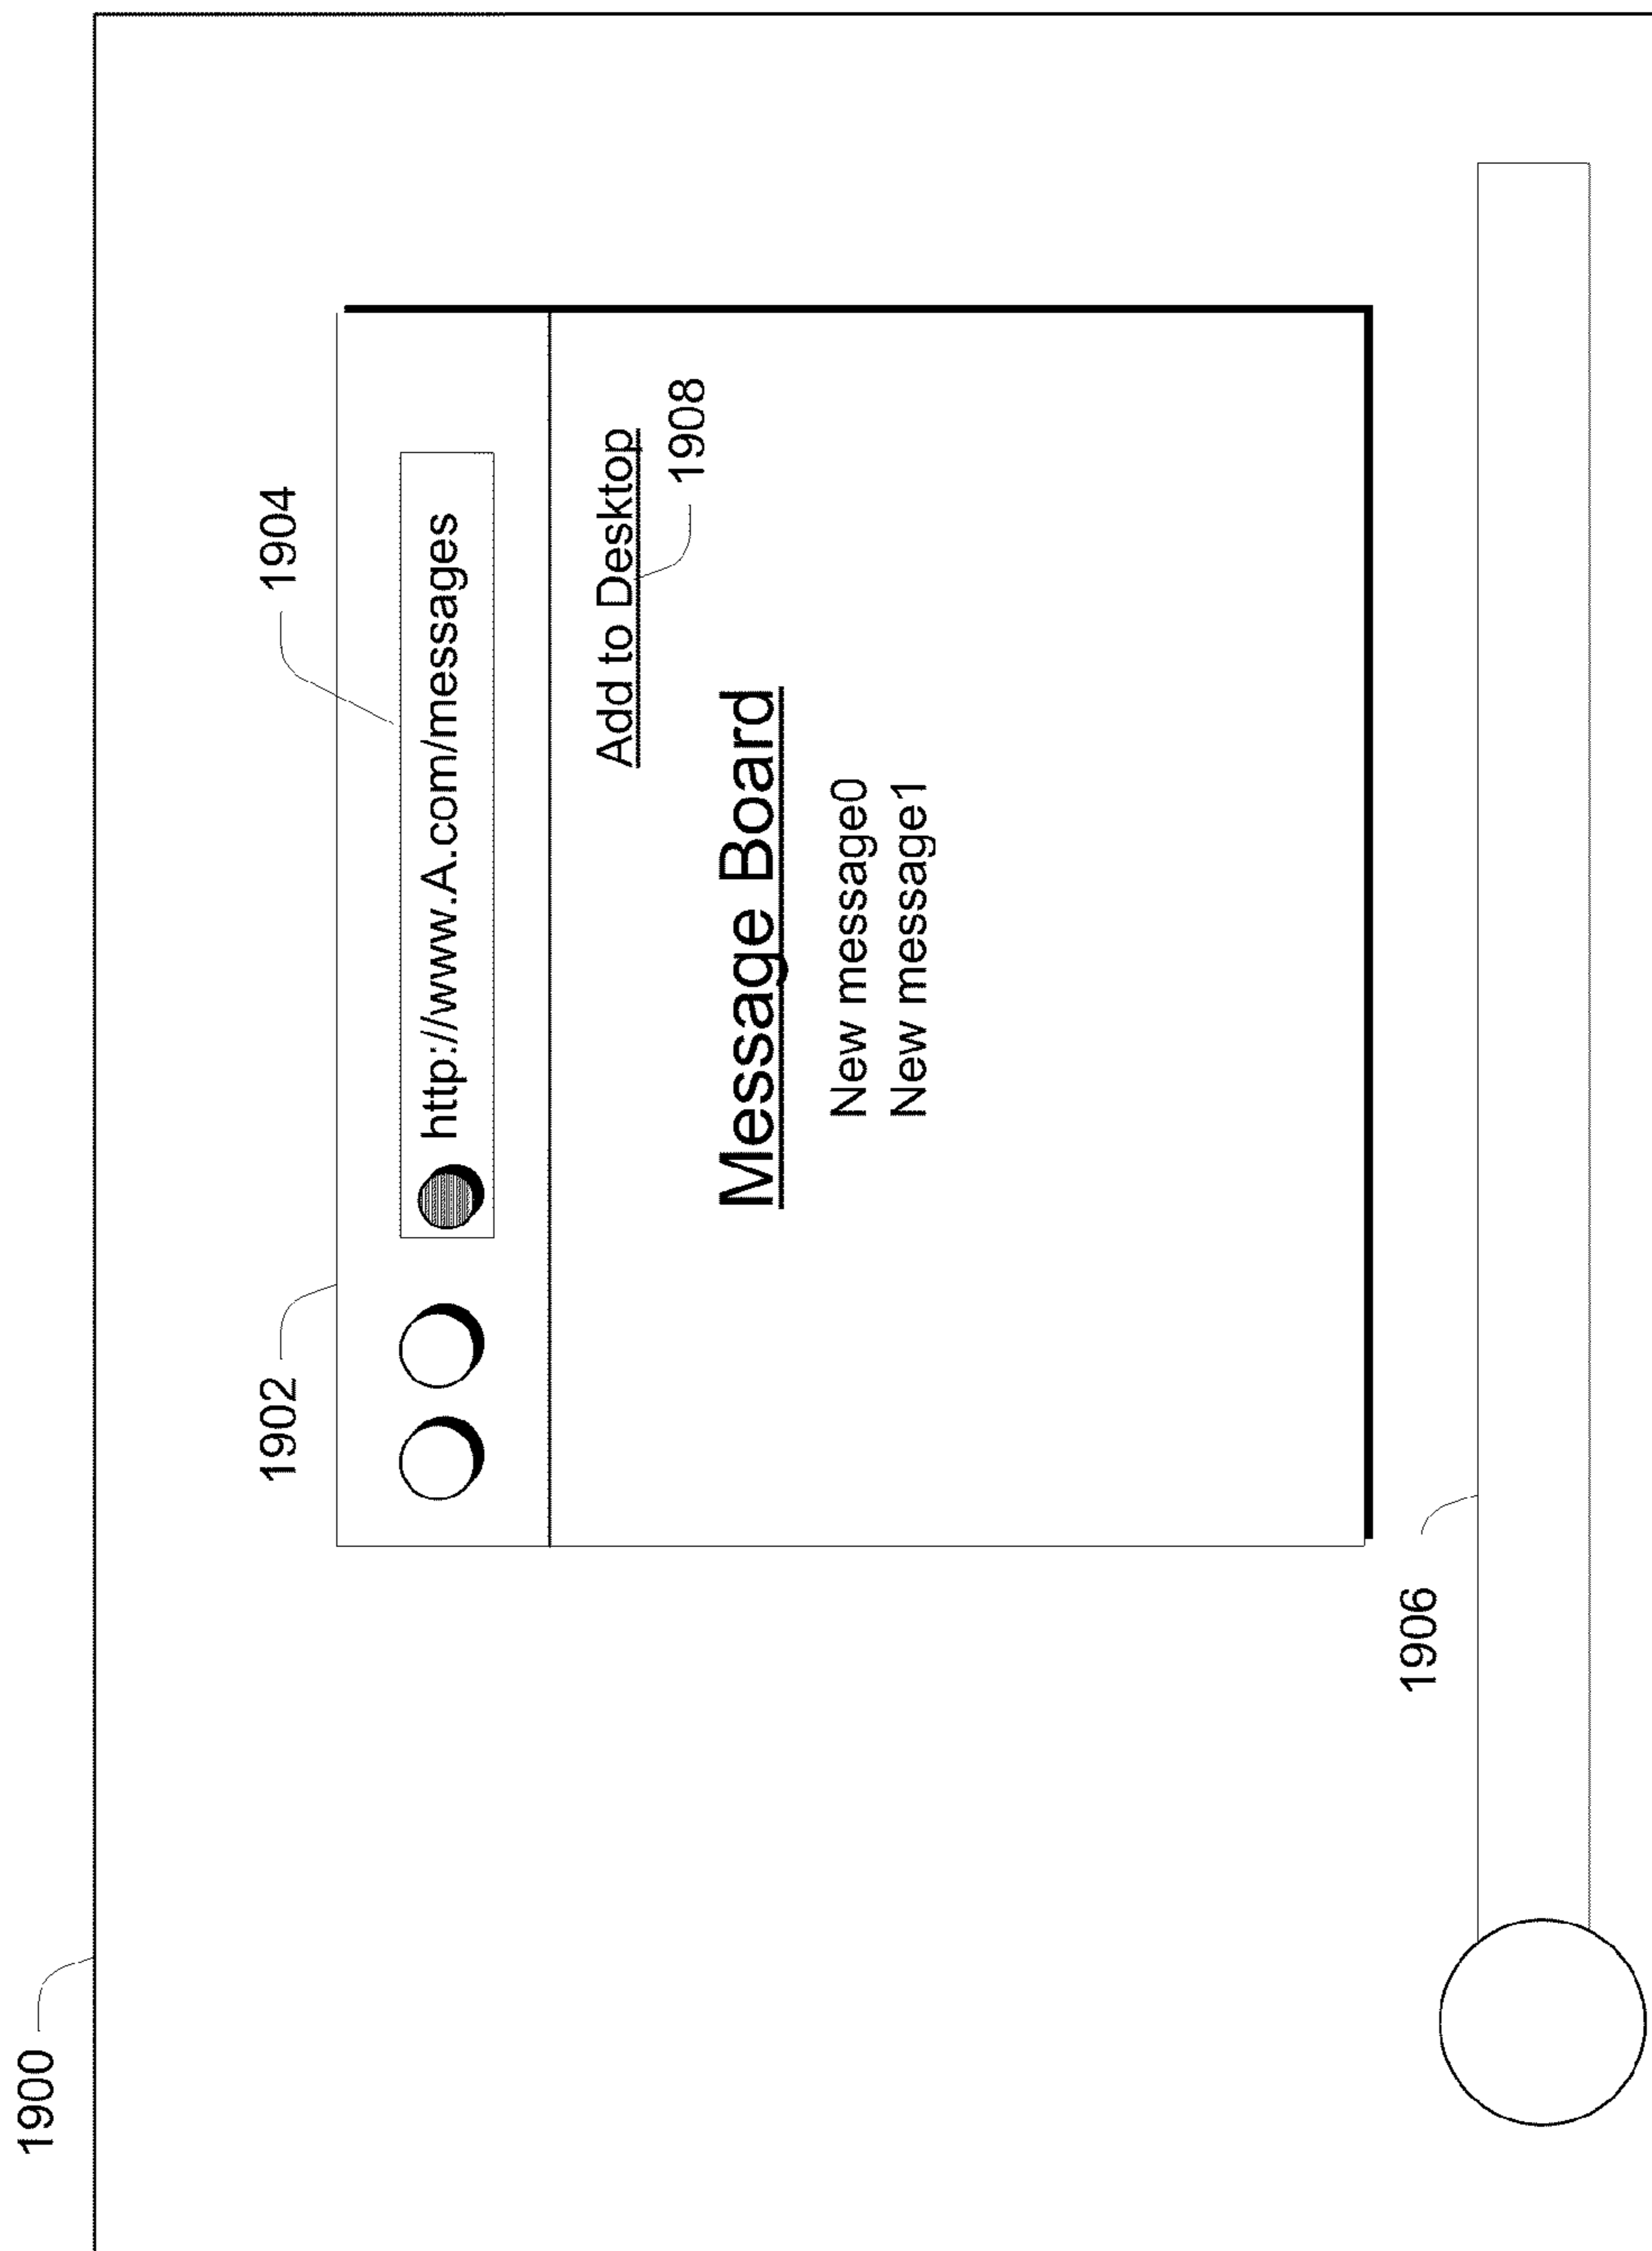 1900
1902
1904
http://www.A.com/messages
Add to Desktop
1908
Message Board
New message0
New message1
1906